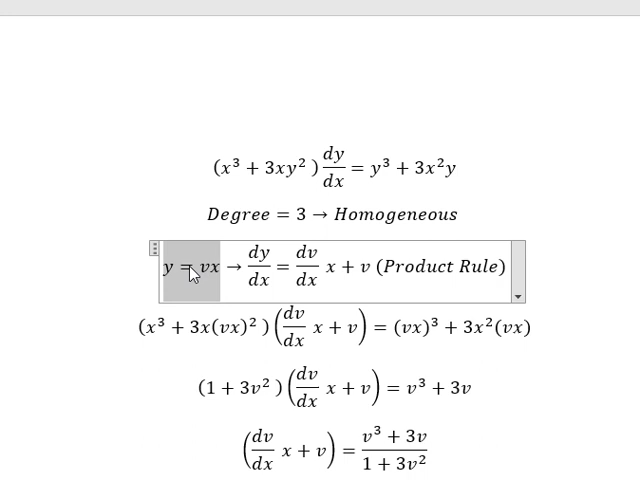 (x³ + 3xy²) dy/dx = y³ + 3x²y
Degree = 3 → Homogeneous
y = vx → dy/dx = dv/dx x + v (Product Rule)
(x³ + 3x(vx)²) (dv/dx x + v) = (vx)³ + 3x²(vx)
(1 + 3v²) (dv/dx x + v) = v³ + 3v
(dv/dx x + v) = (v³ + 3v)/(1 + 3v²)